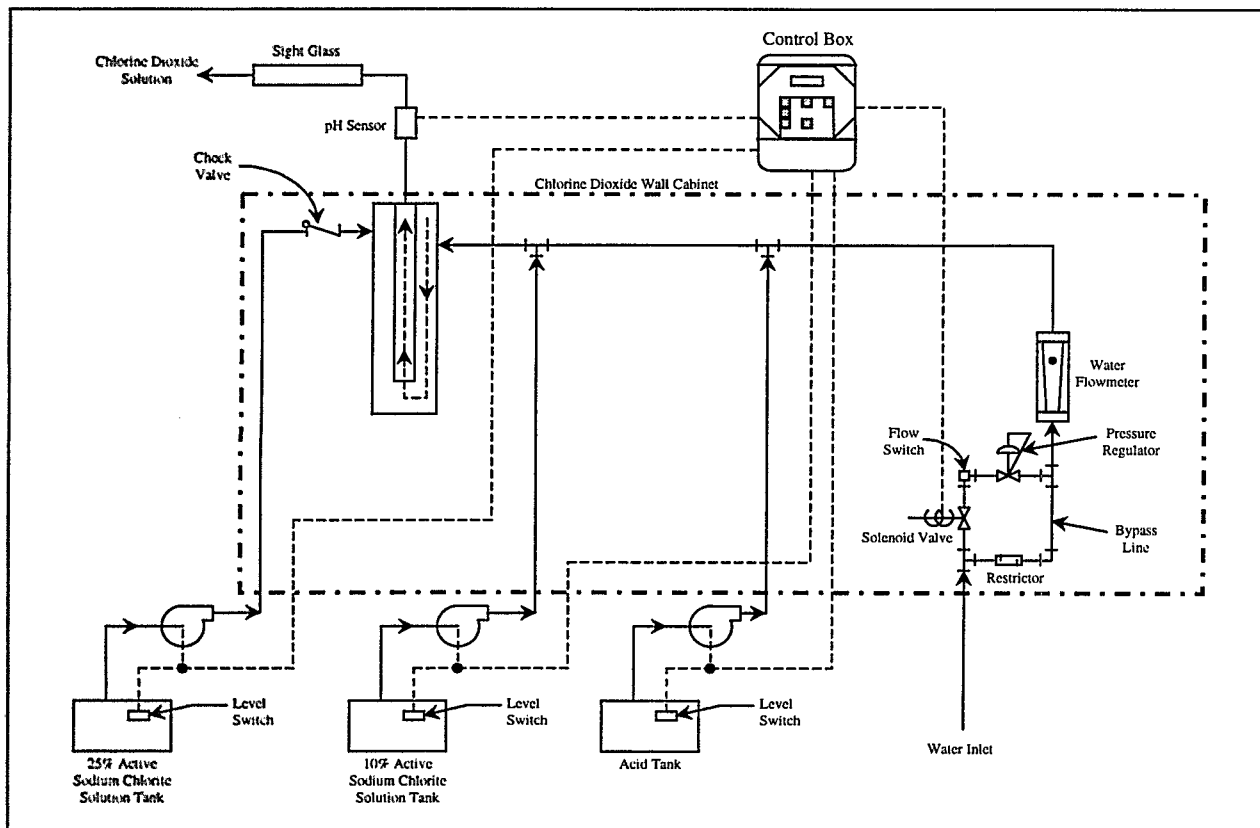 Control Box
Sight Glass
Chlorine Dioxide
Solution
pH Sensor
Check
Valve
Chlorine Dioxide Wall Cabinet
Water
Flowmeter
Flow
Switch
Pressure
Regulator
Solenoid Valve
Bypass
Line
Restrictor
Level
Switch
Level
Switch
Level
Switch
Water Inlet
25% Active
Sodium Chlorite
Solution Tank
10% Active
Sodium Chlorite
Solution Tank
Acid Tank